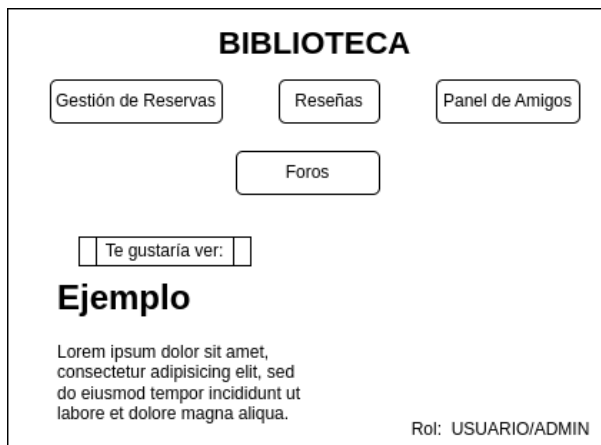 BIBLIOTECA
Gestión de Reservas
Reseñas
Panel de Amigos
Foros
Te gustaría ver:
Ejemplo
Lorem ipsum dolor sit amet,
consectetur adipisicing elit, sed
do eiusmod tempor incididunt ut
labore et dolore magna aliqua.
Rol: USUARIO/ADMIN